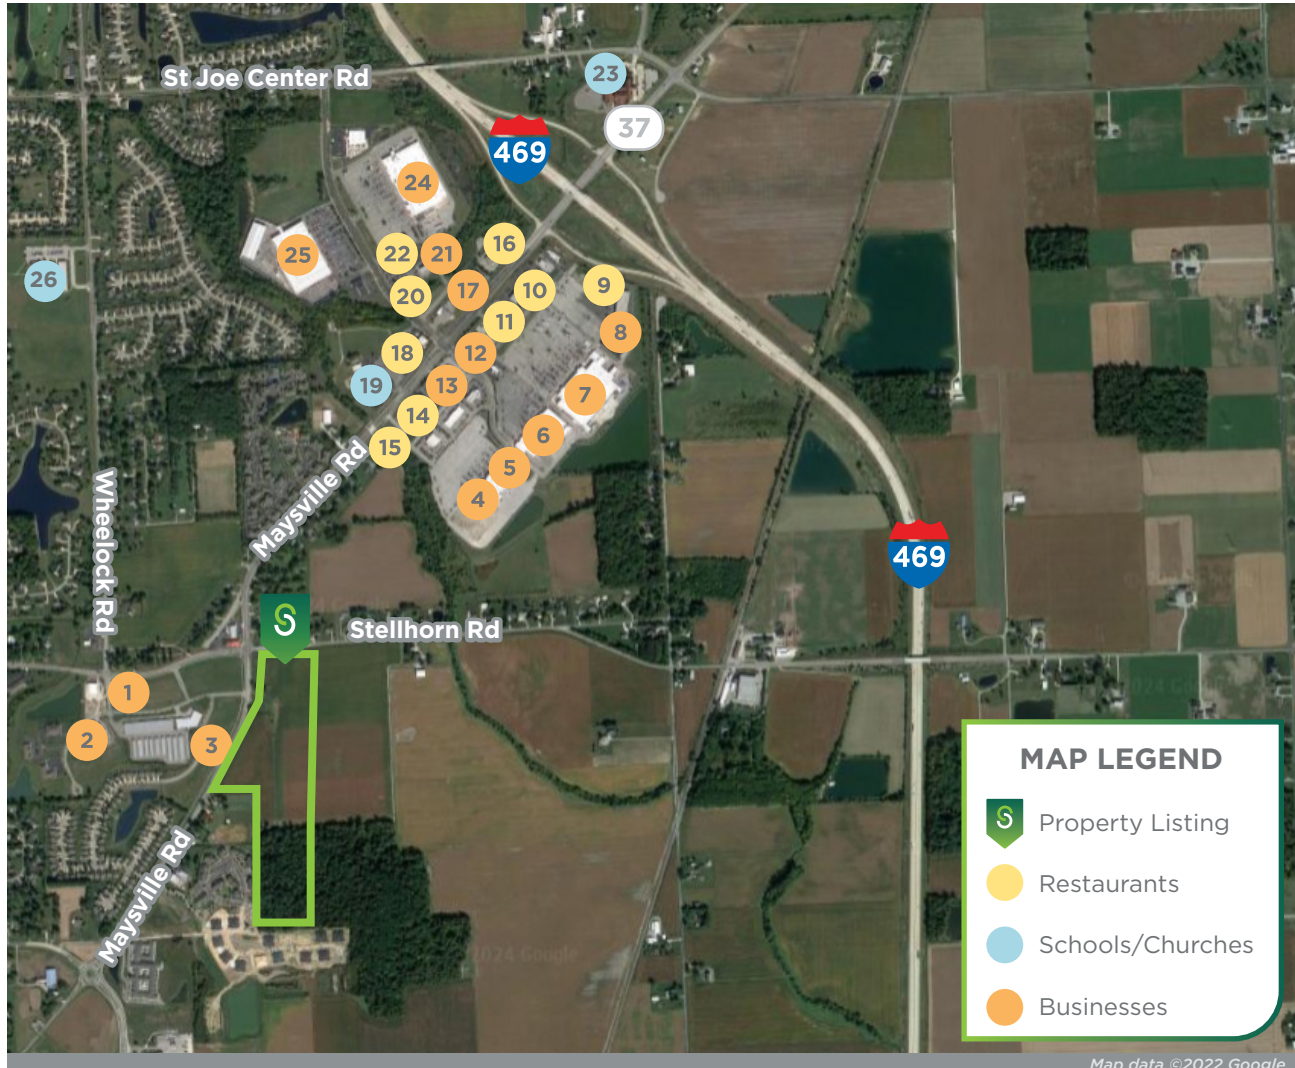 St Joe Center Rd
23
37
469
24
25
22
21
16
26
20
17
10
9
11
8
18
12
19
13
7
14
15
6
5
4
Maysville Rd
Wheelock Rd
469
S
Stellhorn Rd
1
2
3
Maysville Rd
MAP LEGEND
S
Property Listing
Restaurants
Schools/Churches
Businesses
2024 Google
Map data ©2022 Google